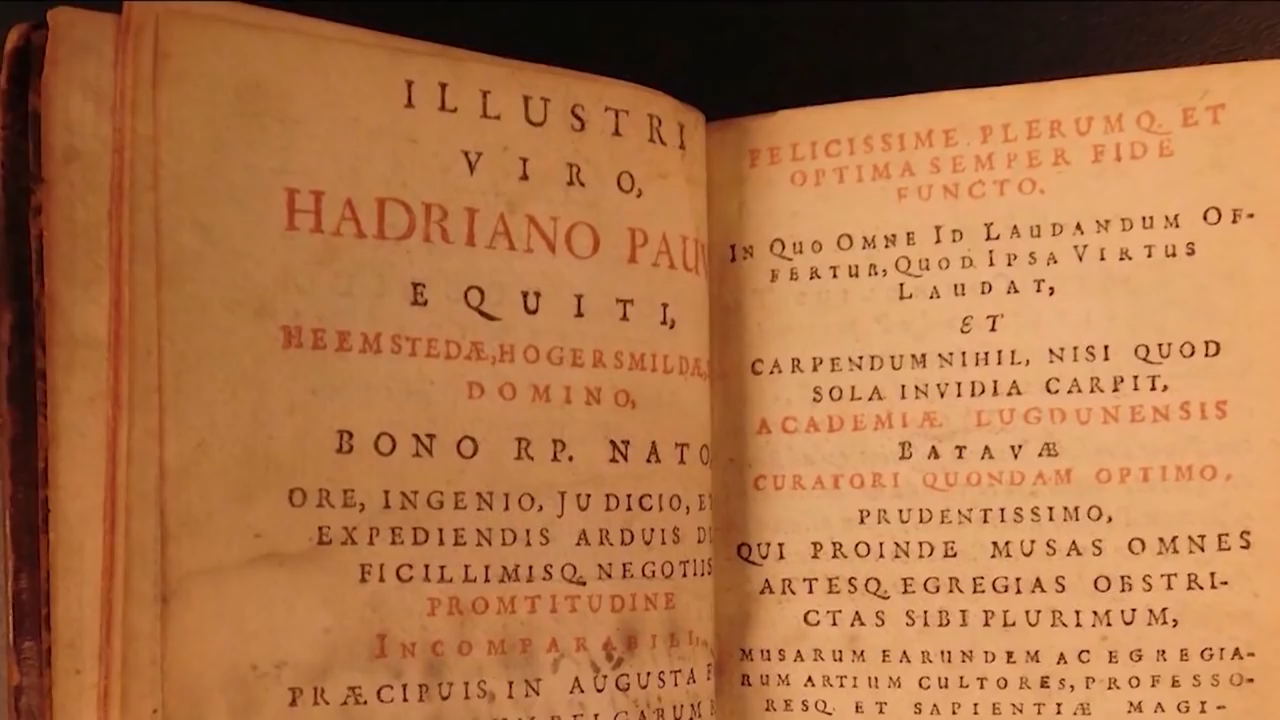 ILLUSTRI
VIRO,
HADRIANO
EQUITI,
HEEMSTEDÆ, HOGERSMILDÆ,
DOMINO,
BONO RP. NATO,
ORE, INGENIO, JUDICIO,
EXPEDIENDIS ARDUIS
FICILLIMISQ. NEGOTIIS
PROMTITUDINE
INCOMPARABILI,
PRÆCIPUIS, IN AUGUSTA
BELGARUM
FELICISSIME PLERUMQ. ET
OPTIMA SEMPER FIDE
FUNCTO.
IN QUO OMNE ID LAUDANDUM OF-
FERTUR, QUOD IPSA VIRTUS
LAUDAT,
ET
CARPENDUM NIHIL, NISI QUOD
SOLA INVIDIA CARPIT,
ACADEMIÆ LUGDUNENSIS
BATAVÆ
CURATORI QUONDAM OPTIMO,
PRUDENTISSIMO,
QUI PROINDE MUSAS OMNES
ARTESQ. EGREGIAS OBSTRI-
CTAS SIBI PLURIMUM,
MUSARUM EARUNDEM AC EGREGIA-
RUM ARTIUM CULTORES, PROFESSO-
RESQ. ET SAPIENTIÆ MAGI-